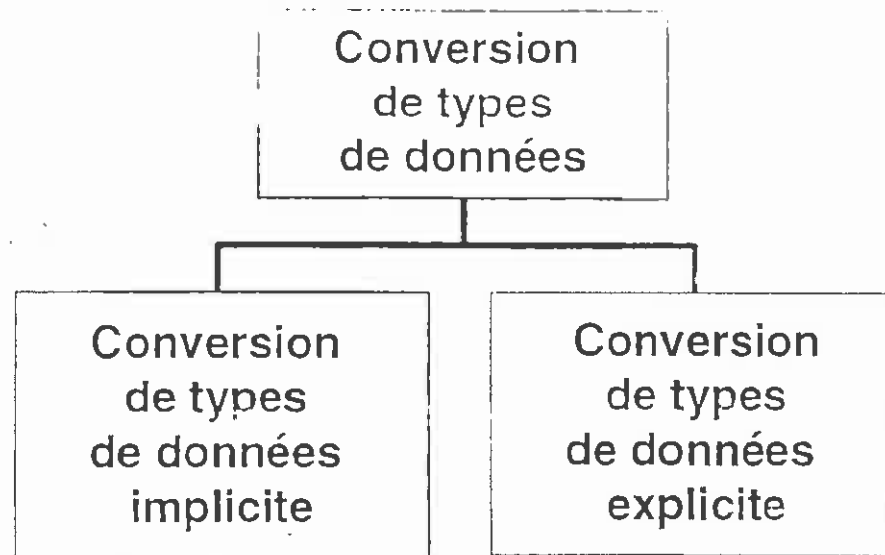 Conversion
de types
de données
Conversion
de types
de données
implicite
Conversion
de types
de données
explicite